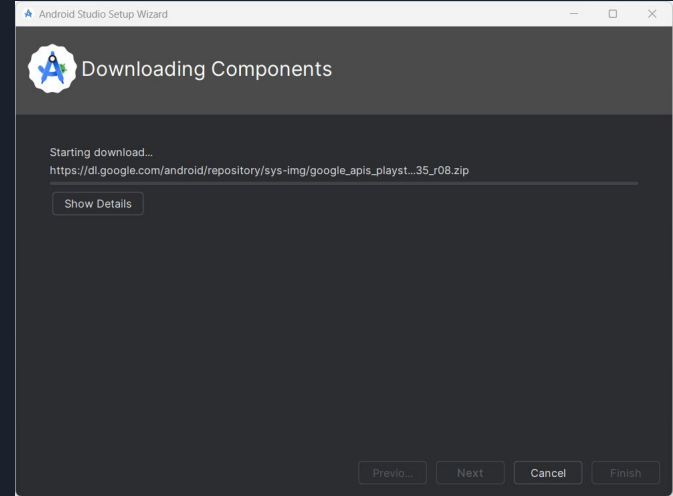 Android Studio Setup Wizard
Downloading Components
Starting download...
https://dl.google.com/android/repository/sys-img/google_apis_playst...35_r08.zip
Show Details
Previo...
Next
Cancel
Finish